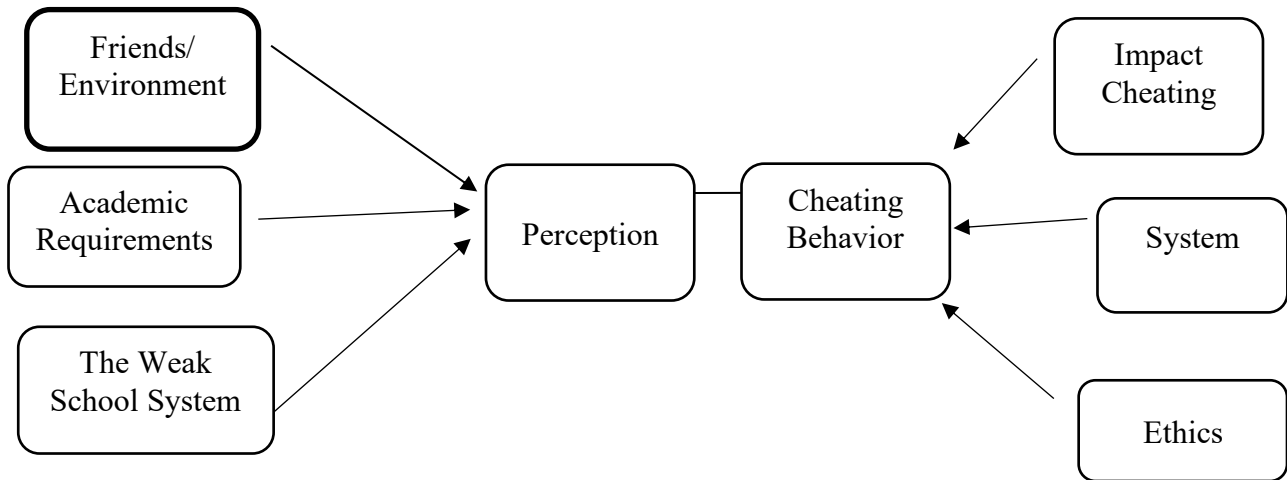 Friends/
Environment
Academic
Requirements
The Weak
School System
Perception
Cheating
Behavior
Impact
Cheating
System
Ethics